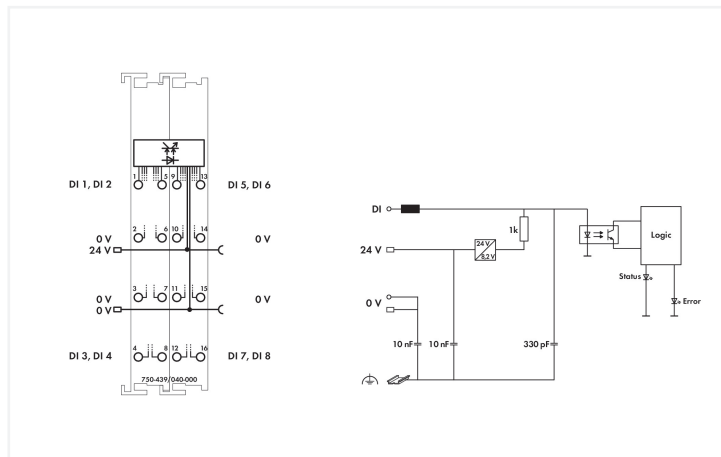 1 5 9 13
DI 1, DI 2 DI 5, DI 6
2 6 10 14
0 V 0 V
24 V
3 7 11 15
0 V 0 V
0 V
4 8 12 16
DI 3, DI 4 DI 7, DI 8
750-439/040-000
DI
1k
24 V
24 V
8,2 V
Logic
Status
Error
0 V
10 nF 10 nF 330 pF